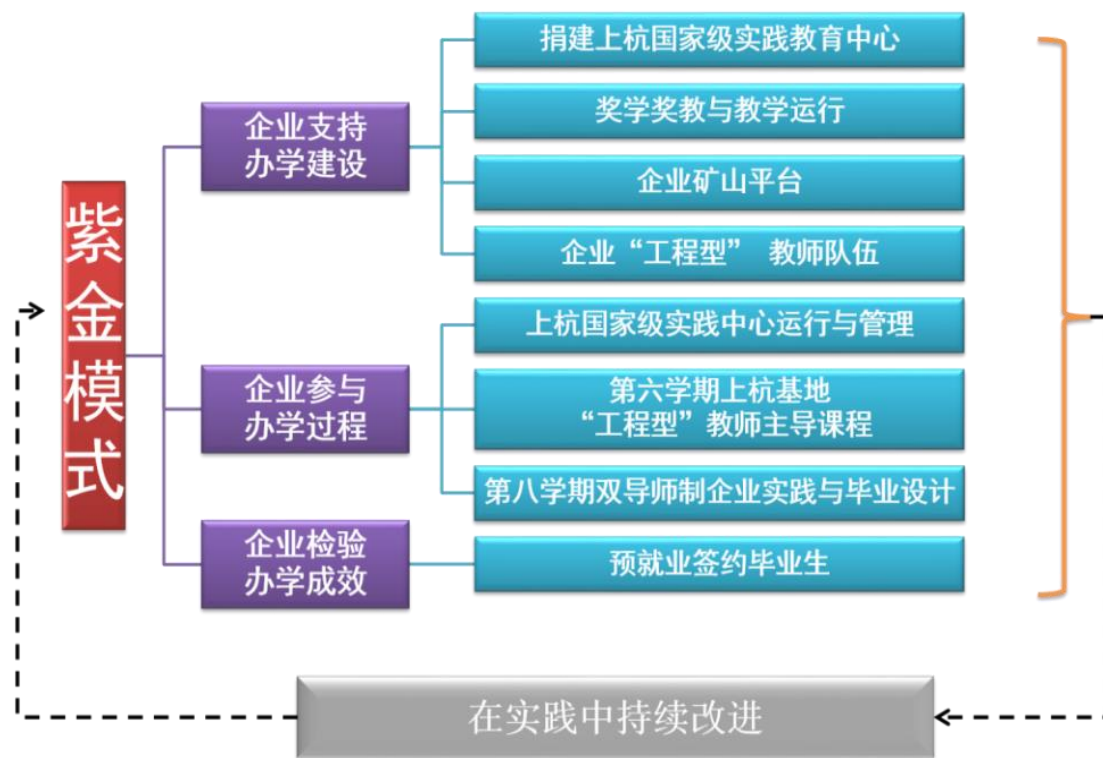 紫金模式
企业支持
办学建设
捐建上杭国家级实践教育中心
奖学奖教与教学运行
企业矿山平台
企业“工程型” 教师队伍
企业参与
办学过程
上杭国家级实践中心运行与管理
第六学期上杭基地
“工程型”教师主导课程
第八学期双导师制企业实践与毕业设计
企业检验
办学成效
预就业签约毕业生
在实践中持续改进